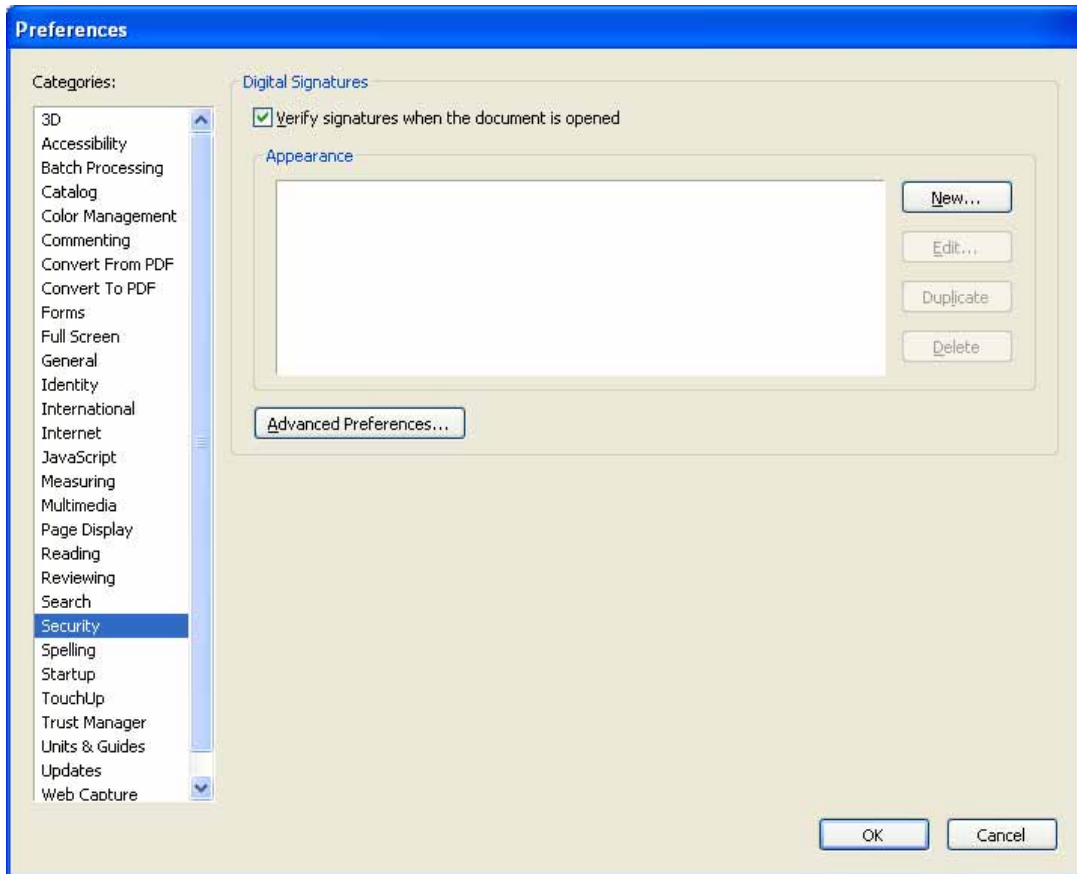 Preferences
Categories:
3D
Accessibility
Batch Processing
Catalog
Color Management
Commenting
Convert From PDF
Convert To PDF
Forms
Full Screen
General
Identity
International
Internet
JavaScript
Measuring
Multimedia
Page Display
Reading
Reviewing
Search
Security
Spelling
Startup
TouchUp
Trust Manager
Units & Guides
Updates
Web Capture
Digital Signatures
Verify signatures when the document is opened
Appearance
New...
Edit...
Duplicate
Delete
Advanced Preferences...
OK
Cancel